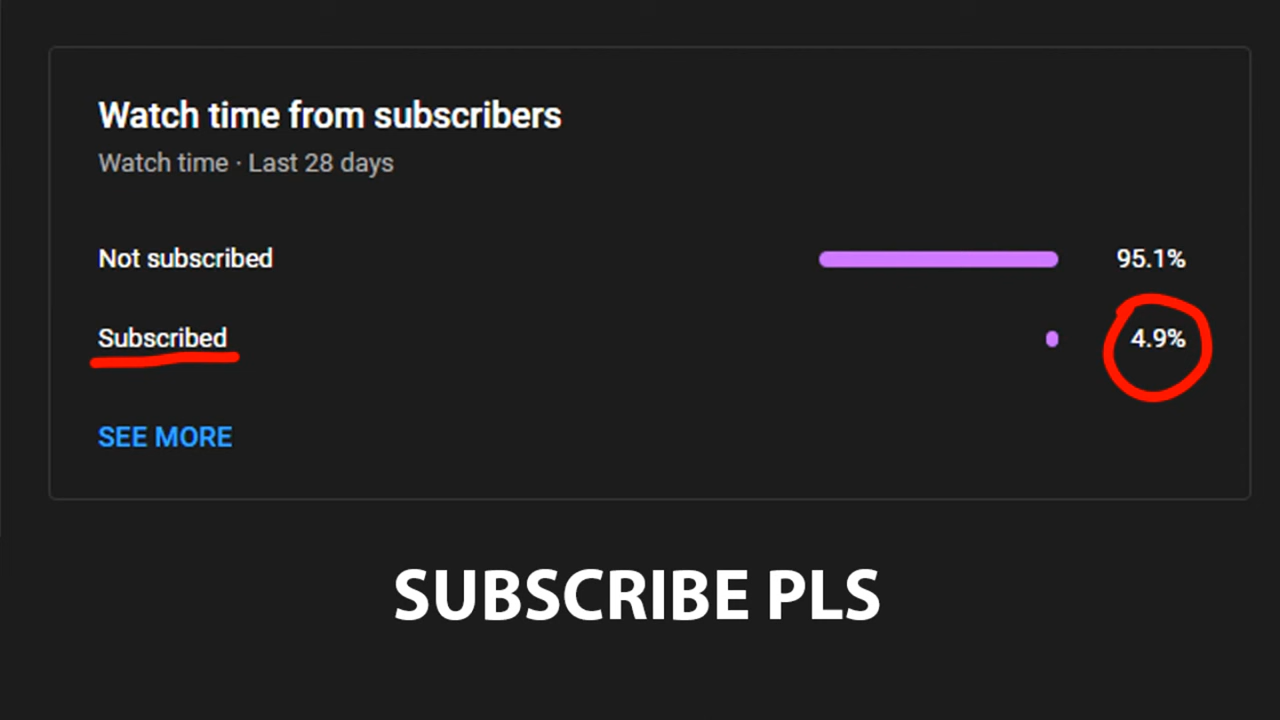 Watch time from subscribers
Watch time · Last 28 days
Not subscribed 95.1%
Subscribed 4.9%
SEE MORE
SUBSCRIBE PLS